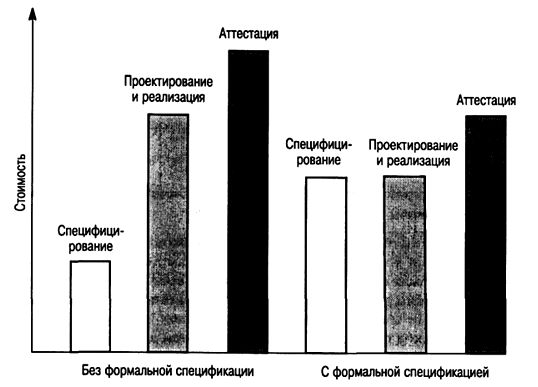 Аттестация
Проектирование
и реализация
Аттестация
Специфици-
рование
Проектирование
и реализация
Стоимость
Специфици-
рование
Без формальной спецификации
С формальной спецификацией